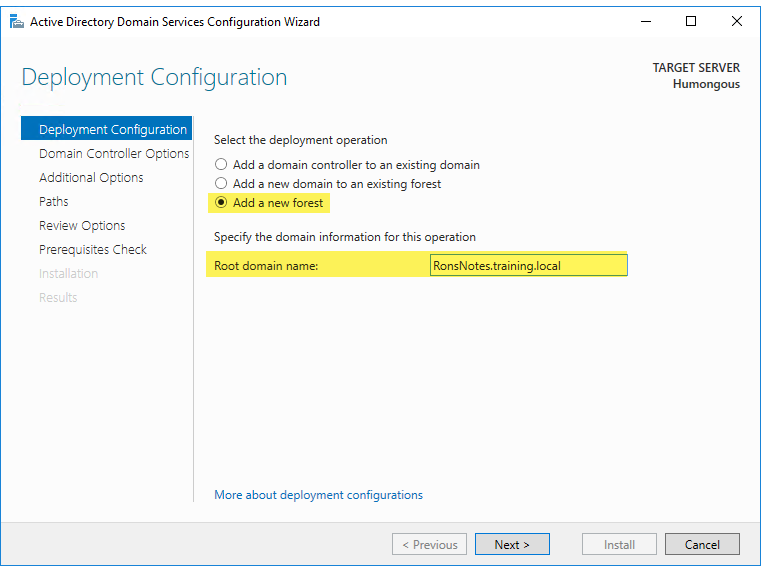 Active Directory Domain Services Configuration Wizard
Deployment Configuration
TARGET SERVER
Humongous
Deployment Configuration
Domain Controller Options
Additional Options
Paths
Review Options
Prerequisites Check
Installation
Results
Select the deployment operation
Add a domain controller to an existing domain
Add a new domain to an existing forest
Add a new forest
Specify the domain information for this operation
Root domain name: RonsNotes.training.local
More about deployment configurations
< Previous Next > Install Cancel